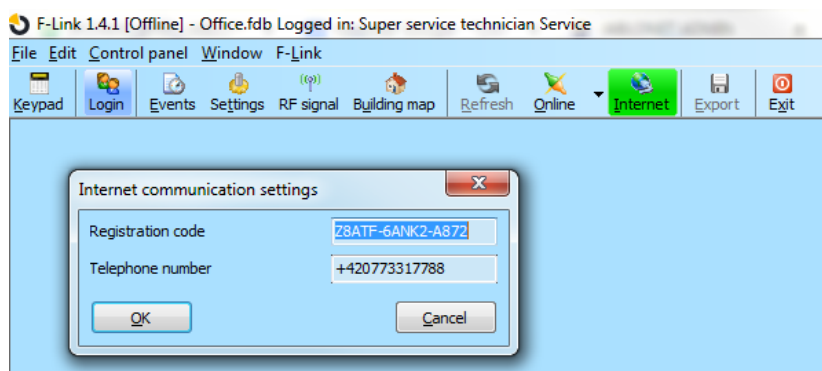 F-Link 1.4.1 [Offline] - Office.fdb Logged in: Super service technician Service
File Edit Control panel Window F-Link
Keypad Login Events Settings RF signal Building map Refresh Online Internet Export Exit
Internet communication settings
Registration code Z8ATF-6ANK2-A872
Telephone number +420773317788
OK Cancel